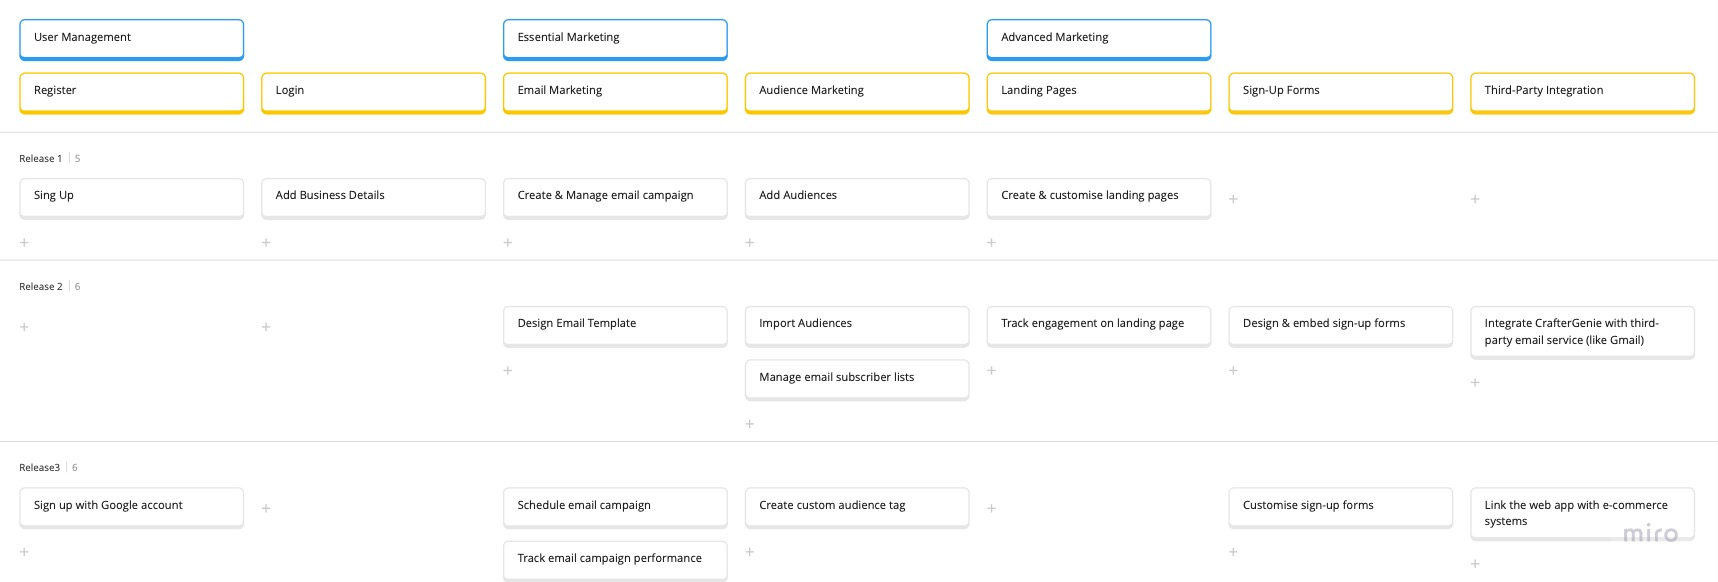 User Management
Essential Marketing
Advanced Marketing
Register
Login
Email Marketing
Audience Marketing
Landing Pages
Sign-Up Forms
Third-Party Integration
Release 1 | 5
Sing Up
Add Business Details
Create & Manage email campaign
Add Audiences
Create & customise landing pages
+
+
+
+
+
+
+
Release 2 | 6
+
+
Design Email Template
Import Audiences
Track engagement on landing page
Design & embed sign-up forms
Integrate CrafterGenie with third-
party email service (like Gmail)
+
Manage email subscriber lists
+
+
+
+
Release3 | 6
Sign up with Google account
+
Schedule email campaign
Create custom audience tag
+
Customise sign-up forms
Link the web app with e-commerce
systems
miro
+
Track email campaign performance
+
+
+